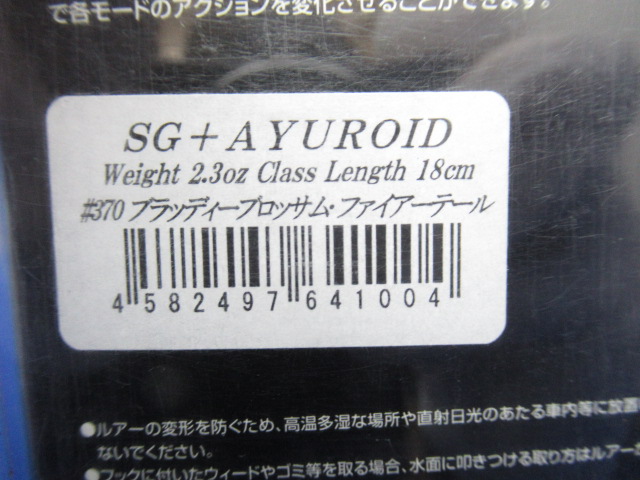 で各モードのアクションを変化させることができます。
SG+AYUROID
Weight 2.3oz Class Length 18cm
#370 ブラッディーブロッサム・ファイアーテール
4 582497 641004
●ルアーの変形を防ぐため、高温多湿な場所や直射日光のあたる車内等に放置
ないでください。
●フックに付いたウィードやゴミ等を取る場合、水面に叩きつける取り方はルアー